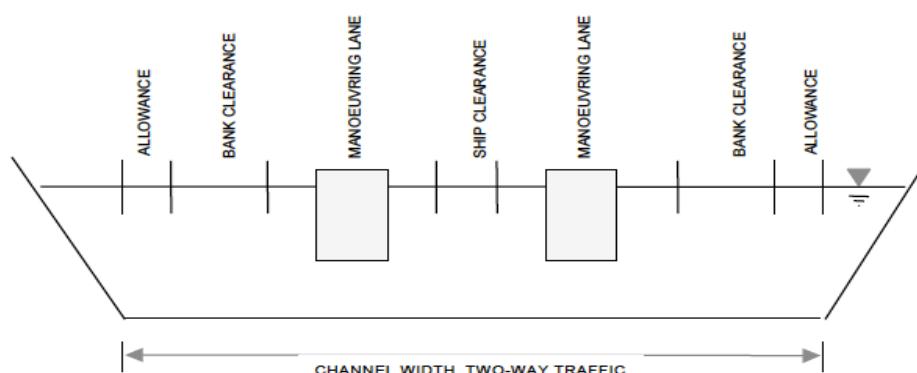 ALLOWANCE
BANK CLEARANCE
MANOEUVRING LANE
SHIP CLEARANCE
MANOEUVRING LANE
BANK CLEARANCE
ALLOWANCE
CHANNEL WIDTH, TWO-WAY TRAFFIC